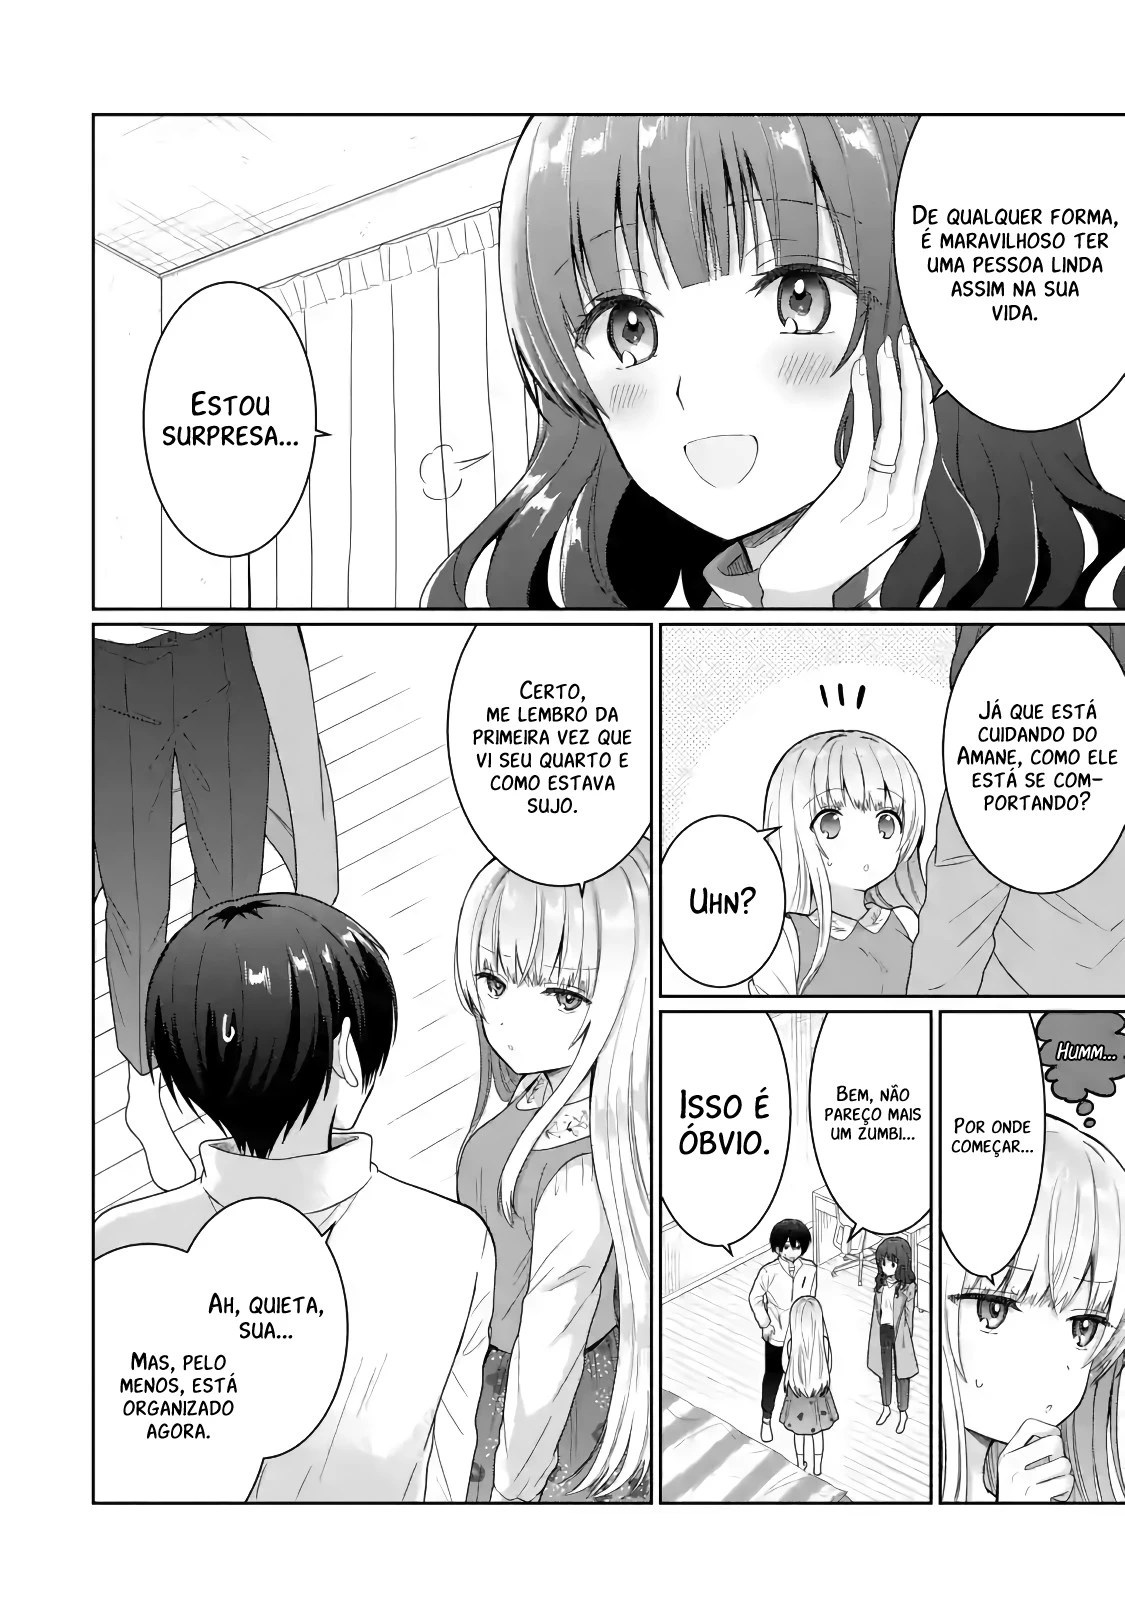 DE QUALQUER FORMA,
É MARAVILHOSO TER
UMA PESSOA LINDA
ASSIM NA SUA
VIDA.
ESTOU
SURPRESA...
JÁ QUE ESTÁ
CUIDANDO DO
AMANE, COMO ELE
ESTÁ SE COM-
PORTANDO?
UHN?
HUMM...
POR ONDE
COMEÇAR...
BEM, NÃO
PAREÇO MAIS
UM ZUMBI...
ISSO É
ÓBVIO.
CERTO,
ME LEMBRO DA
PRIMEIRA VEZ QUE
VI SEU QUARTO E
COMO ESTAVA
SUJO.
AH, QUIETA,
SUA...
MAS, PELO
MENOS, ESTÁ
ORGANIZADO
AGORA.